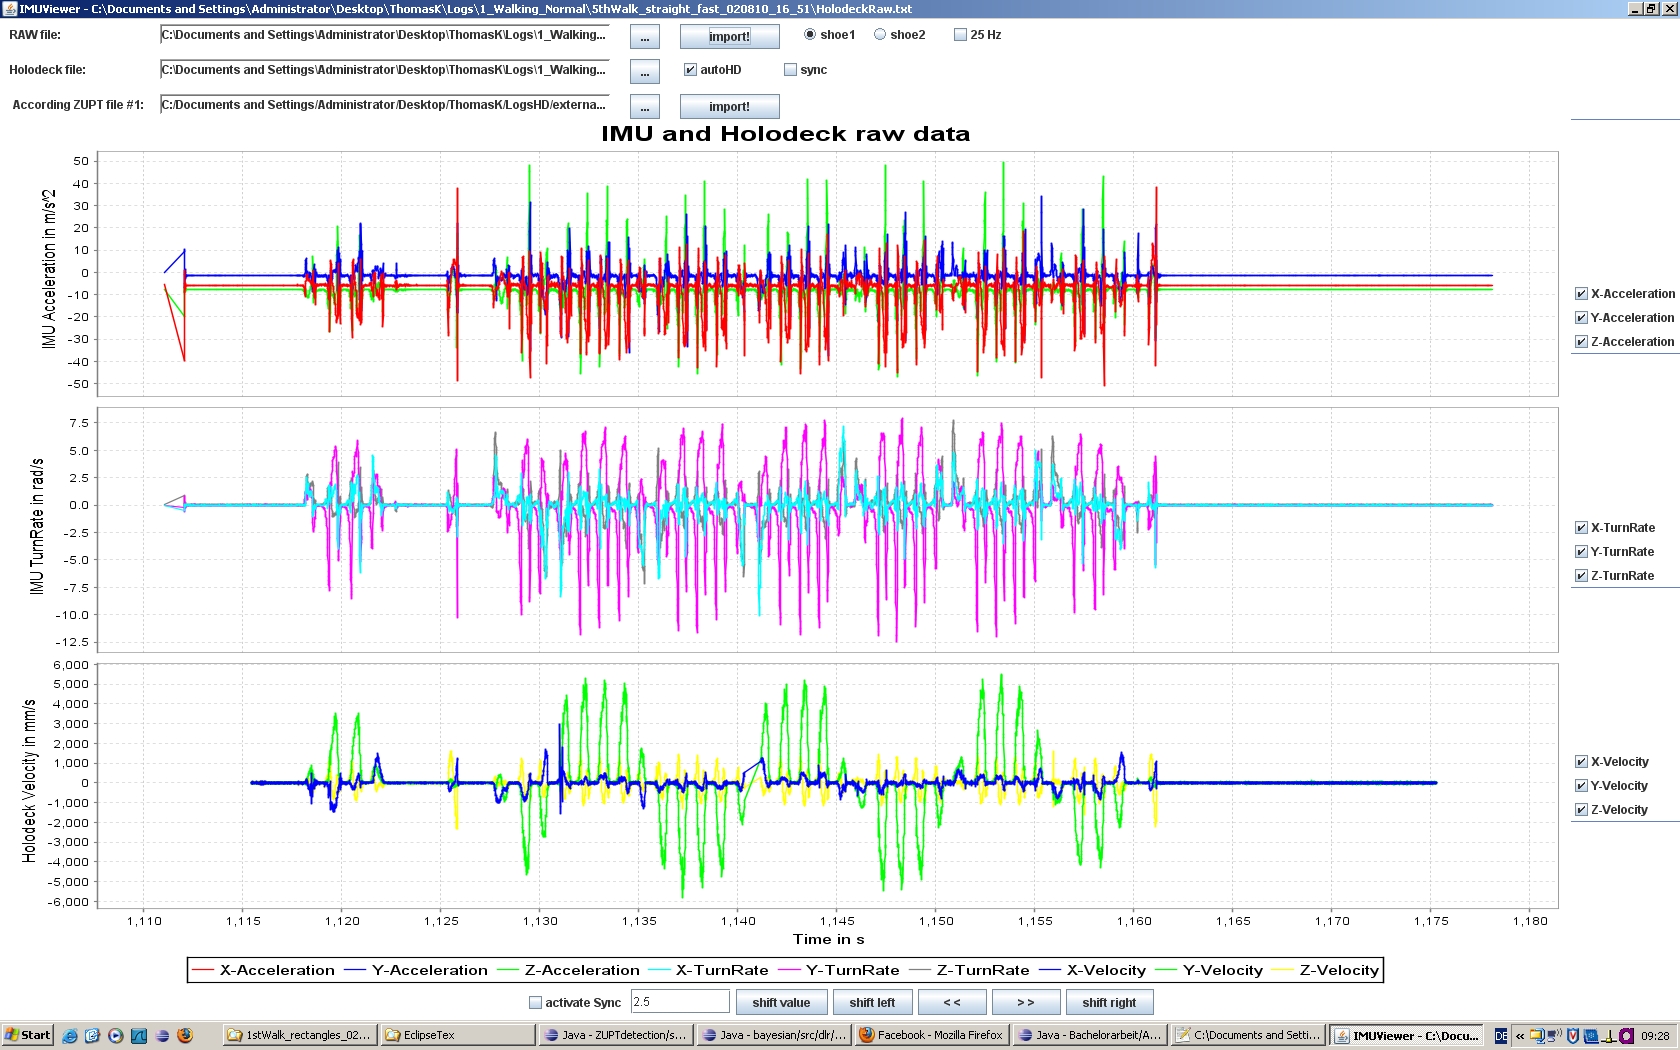 IMUViewer - C:\Documents and Settings\Administrator\Desktop\ThomasK\Logs\1_Walking_Normal\5thWalk_straight_fast_020810_16_51\HolodeckRaw.txt
RAW file: C:\Documents and Settings\Administrator\Desktop\ThomasK\Logs\1_Walking... ... import! shoe1 shoe2 25 Hz
Holodeck file: C:\Documents and Settings\Administrator\Desktop\ThomasK\Logs\1_Walking... ... autoHD sync
According ZUPT file #1: C:/Documents and Settings/Administrator/Desktop/ThomasK/LogsHD/externa... ... import!
IMU and Holodeck raw data
IMU Acceleration in m/s^2
50
40
30
20
10
0
-10
-20
-30
-40
-50
X-Acceleration
Y-Acceleration
Z-Acceleration
IMU TurnRate in rad/s
7.5
5.0
2.5
0.0
-2.5
-5.0
-7.5
-10.0
-12.5
X-TurnRate
Y-TurnRate
Z-TurnRate
Holodeck Velocity in mm/s
6,000
5,000
4,000
3,000
2,000
1,000
0
-1,000
-2,000
-3,000
-4,000
-5,000
-6,000
X-Velocity
Y-Velocity
Z-Velocity
1,110 1,115 1,120 1,125 1,130 1,135 1,140 1,145 1,150 1,155 1,160 1,165 1,170 1,175 1,180
Time in s
X-Acceleration Y-Acceleration Z-Acceleration X-TurnRate Y-TurnRate Z-TurnRate X-Velocity Y-Velocity Z-Velocity
activate Sync 2.5 shift value shift left << >> shift right
Start 1stWalk_rectangles_02... EclipseTex Java - ZUPTdetection/s... Java - bayesian/src/dlr/... Facebook - Mozilla Firefox Java - Bachelorarbeit/A... C:\Documents and Setti... IMUViewer - C:\Docu... DE « 09:28